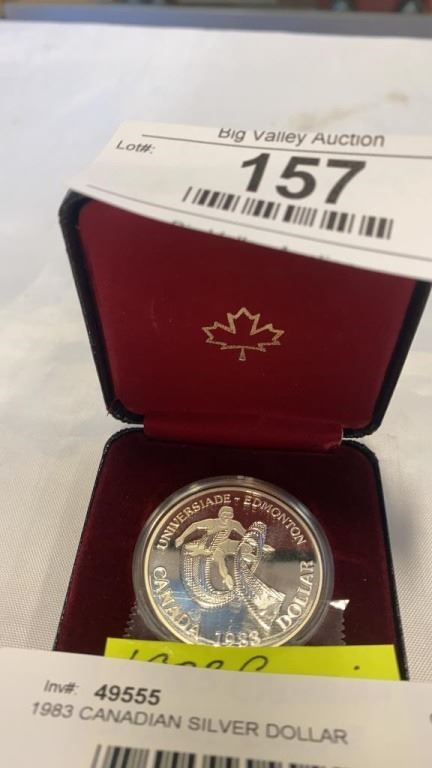 Big Valley Auction
Lot#:
157
UNIVERSIADE - EDMONTON
CANADA 1983 DOLLAR
Inv#: 49555
1983 CANADIAN SILVER DOLLAR